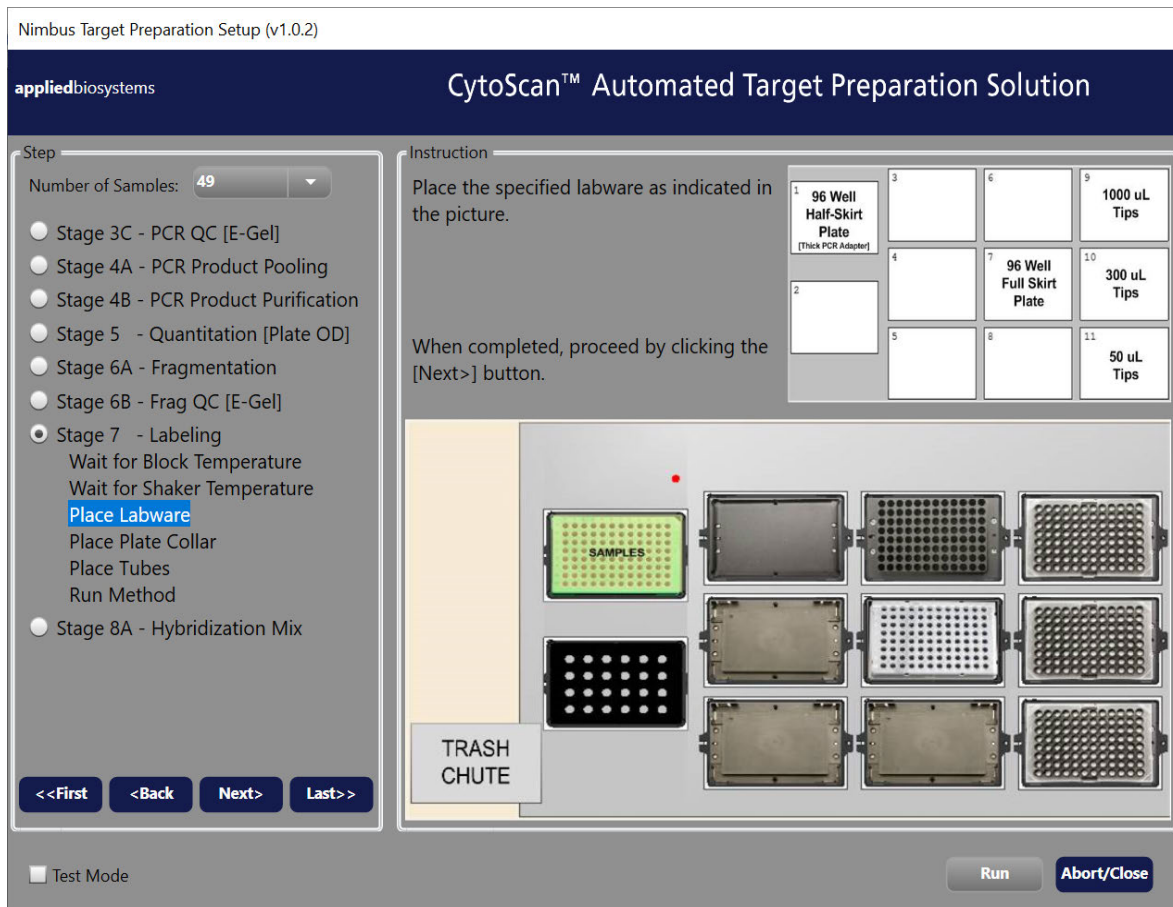 Nimbus Target Preparation Setup (v1.0.2)
appliedbiosystems
CytoScan™ Automated Target Preparation Solution
Step
Number of Samples: 49
Stage 3C - PCR QC [E-Gel]
Stage 4A - PCR Product Pooling
Stage 4B - PCR Product Purification
Stage 5 - Quantitation [Plate OD]
Stage 6A - Fragmentation
Stage 6B - Frag QC [E-Gel]
Stage 7 - Labeling
Wait for Block Temperature
Wait for Shaker Temperature
Place Labware
Place Plate Collar
Place Tubes
Run Method
Stage 8A - Hybridization Mix
<<First <Back Next> Last>>
Instruction
Place the specified labware as indicated in
the picture.
When completed, proceed by clicking the
[Next>] button.
1
96 Well
Half-Skirt
Plate
[Thick PCR Adapter]
2
3
4
5
6
7
96 Well
Full Skirt
Plate
8
9
1000 uL
Tips
10
300 uL
Tips
11
50 uL
Tips
SAMPLES
TRASH
CHUTE
Test Mode
Run
Abort/Close